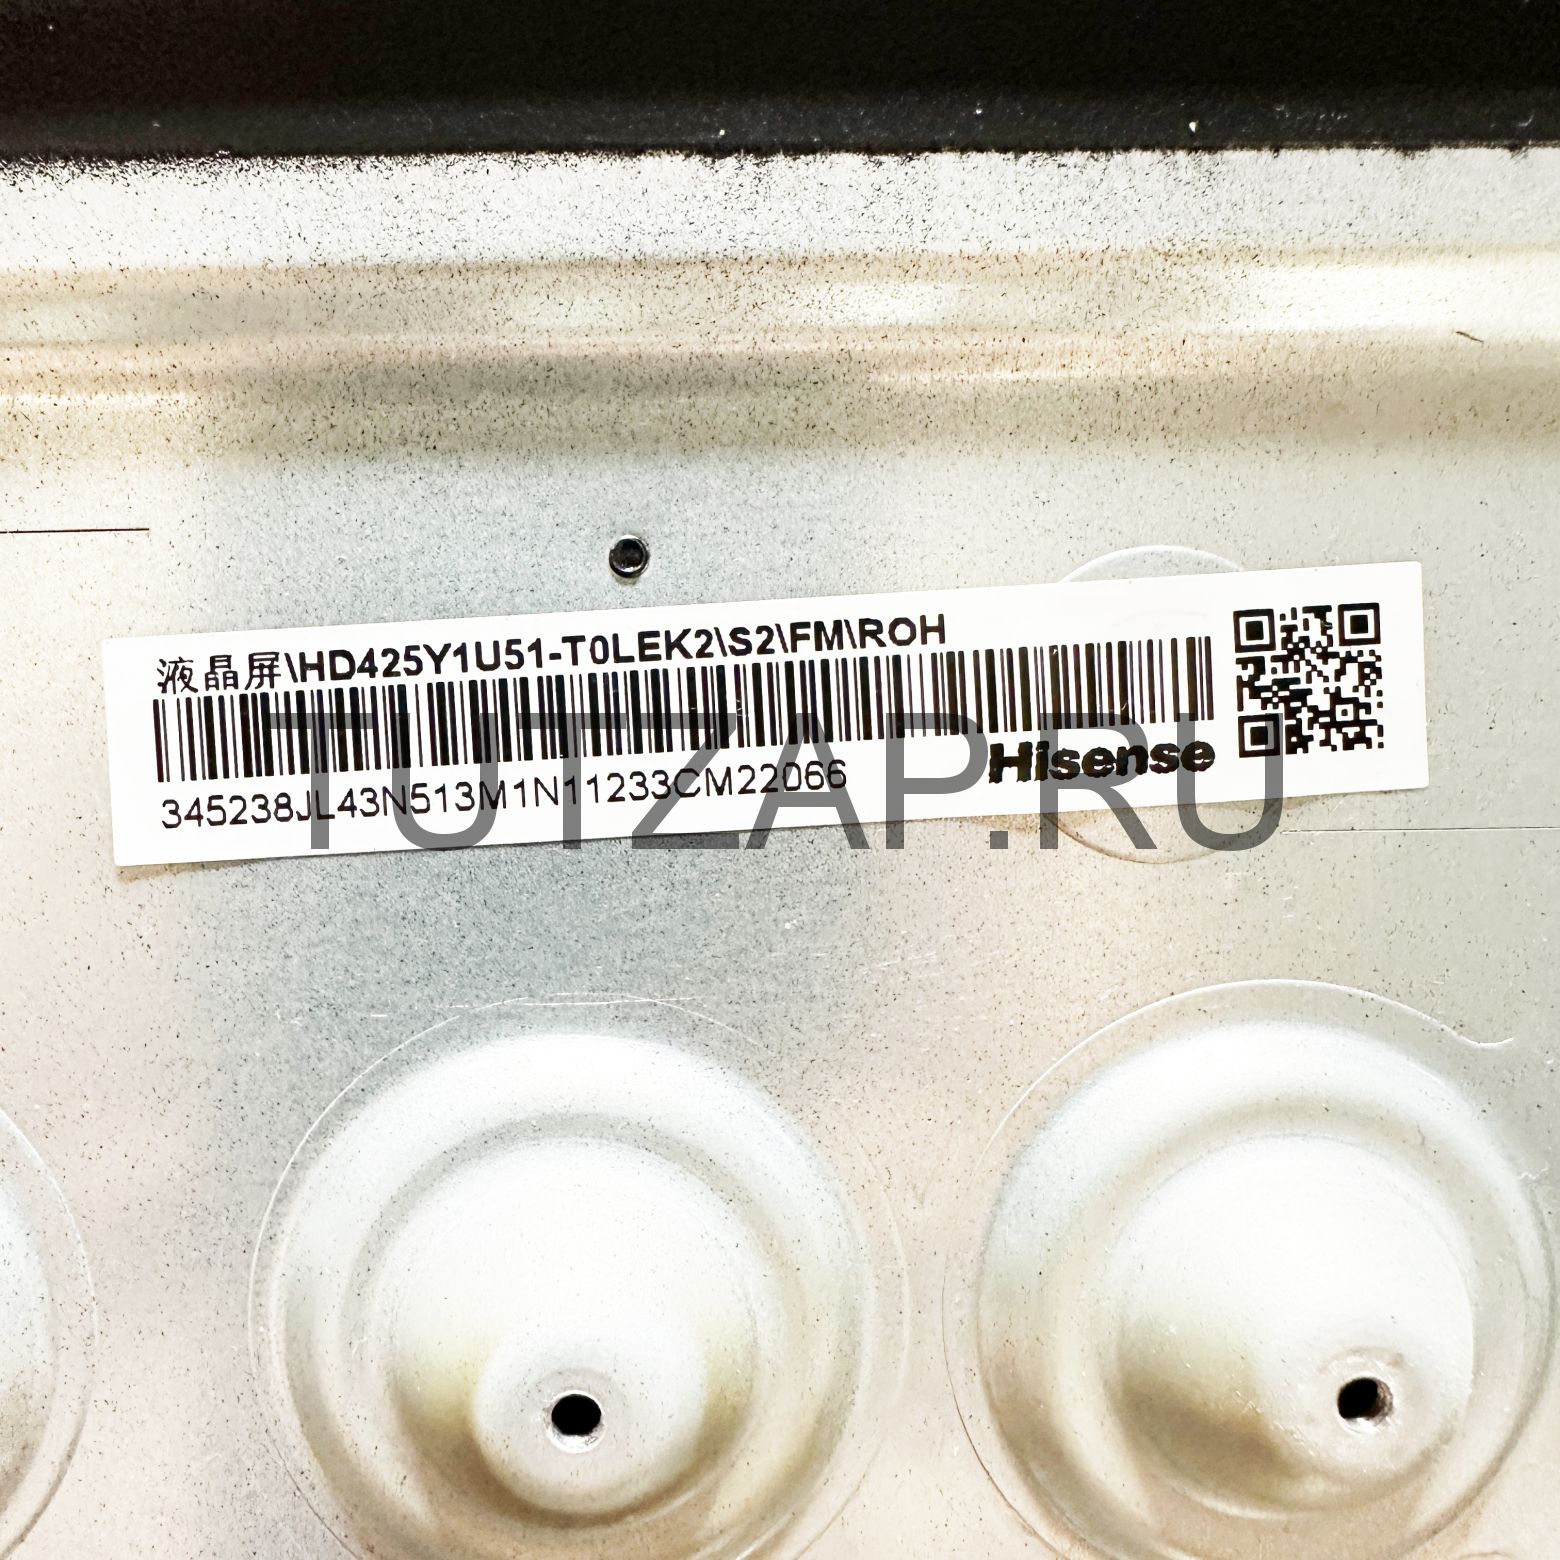 液晶屏\HD425Y1U51-T0LEK2\S2\FM\ROH
345238JL43N513M1N11233CM22066
Hisense
TUTZAP.RU